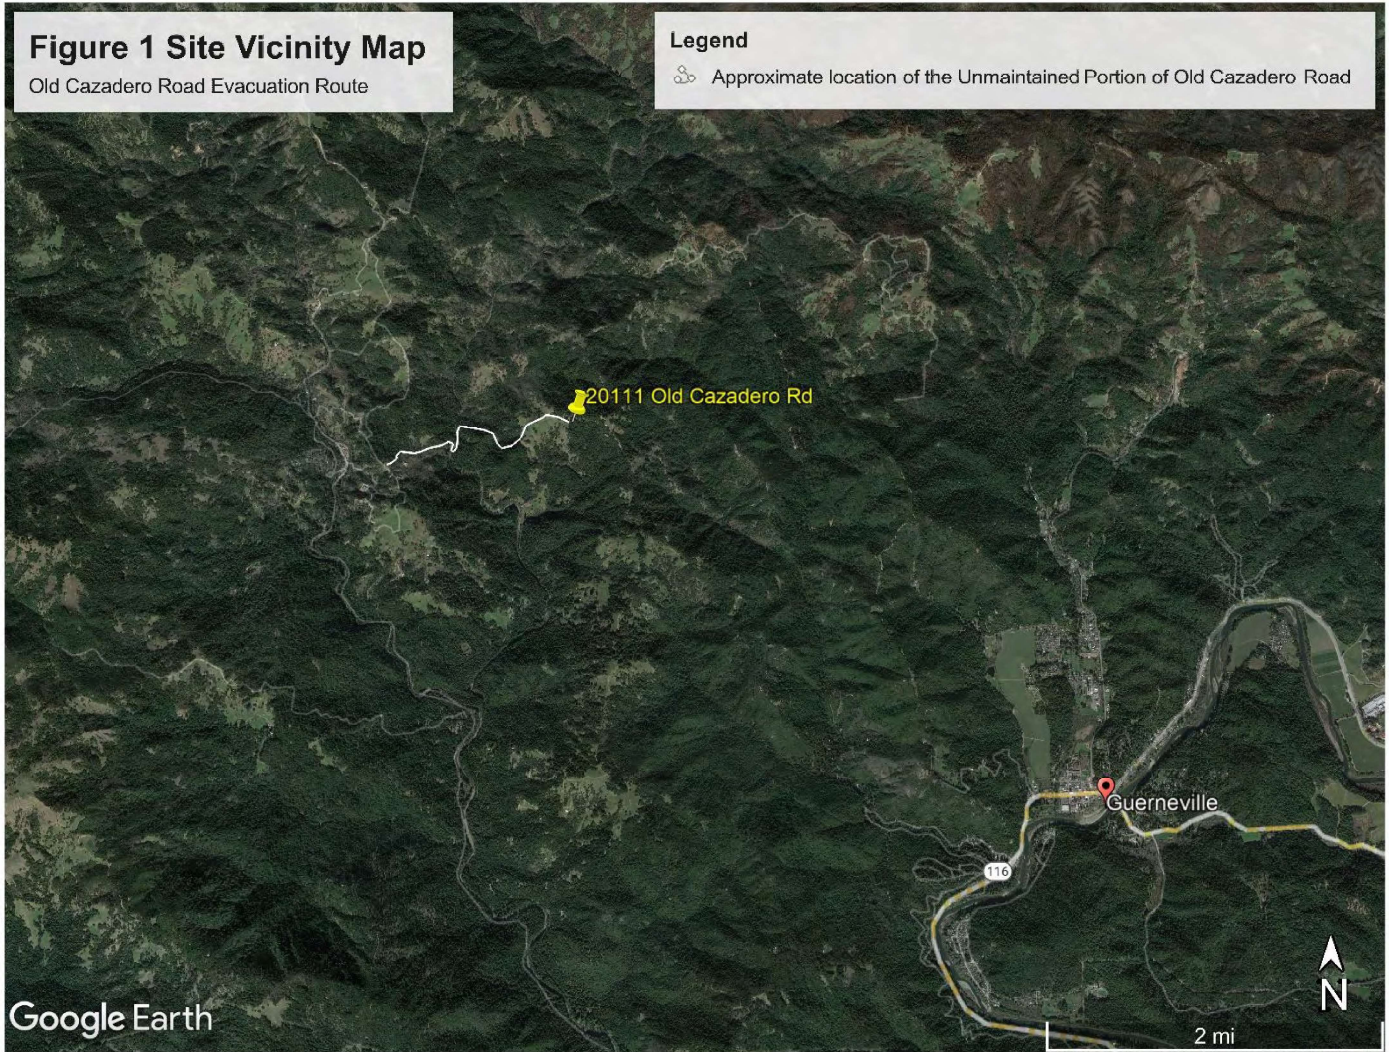 Figure 1 Site Vicinity Map
Old Cazadero Road Evacuation Route
Legend
Approximate location of the Unmaintained Portion of Old Cazadero Road
20111 Old Cazadero Rd
Guerneville
116
N
Google Earth
2 mi